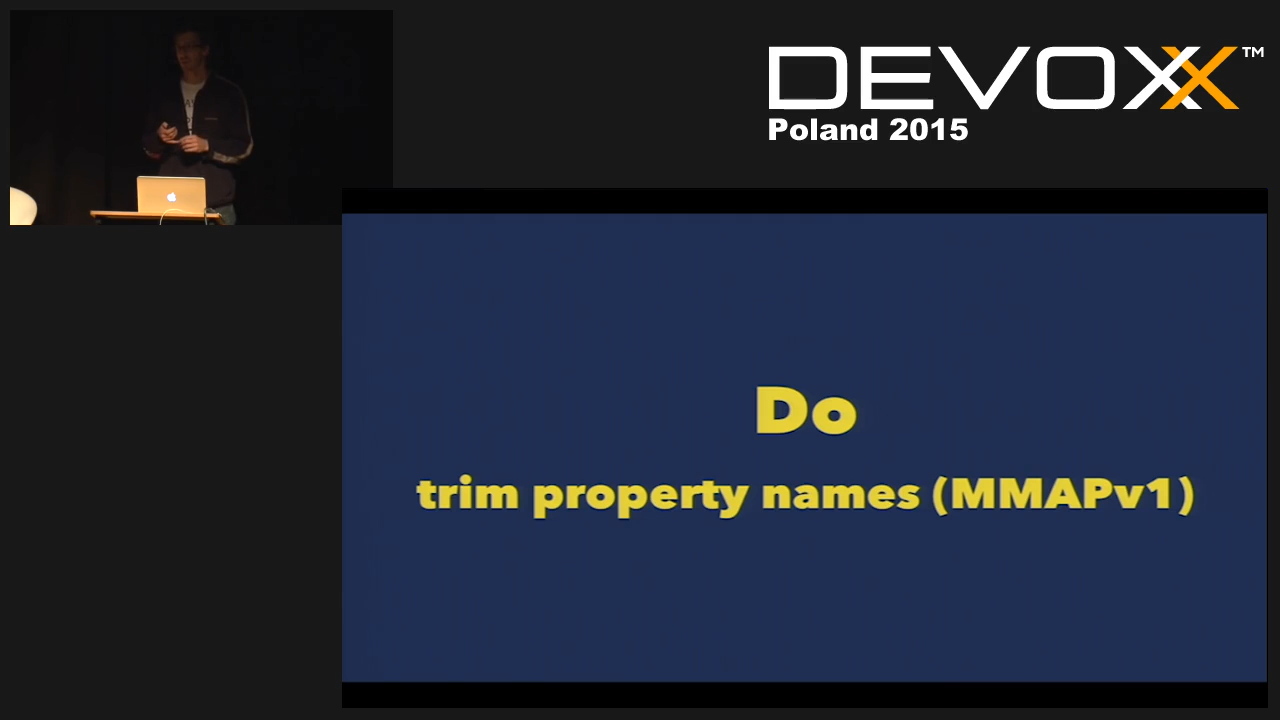 DEVOXX™
Poland 2015
Do
trim property names (MMAPv1)